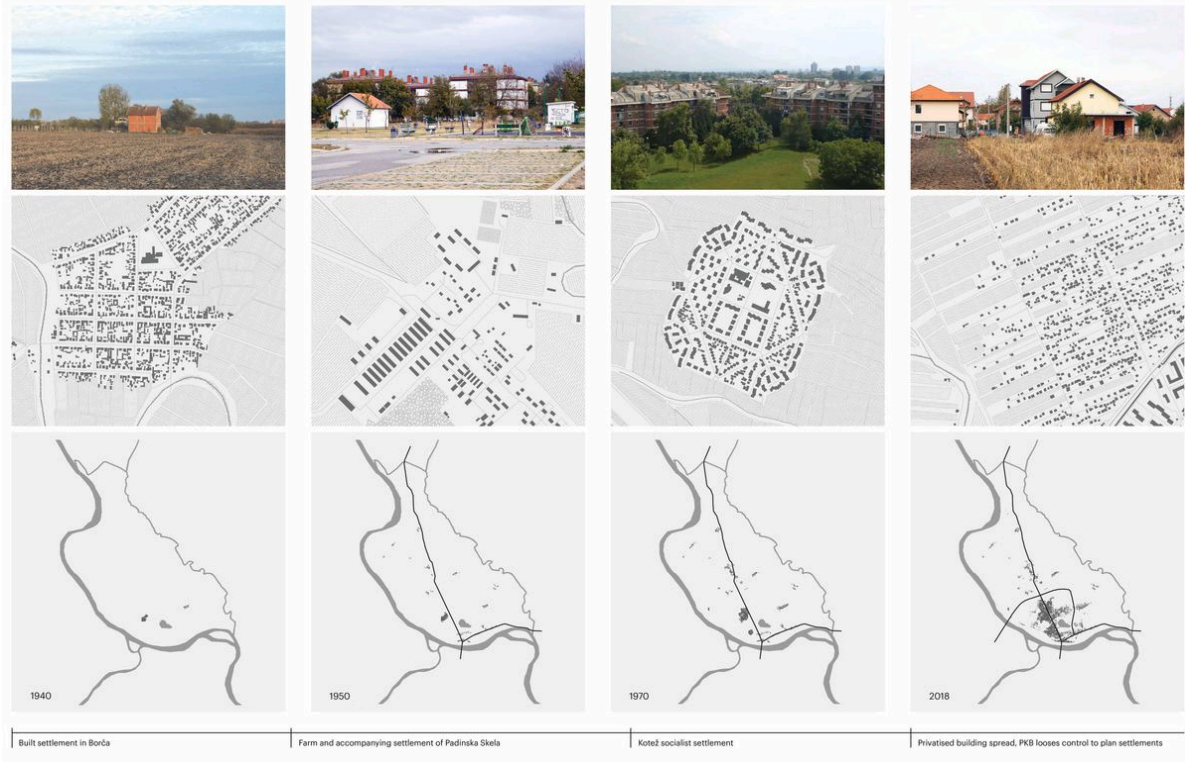 1940
1950
1970
2018
Built settlement in Borča
Farm and accompanying settlement of Padinska Skela
Kotež socialist settlement
Privatised building spread, PKB looses control to plan settlements